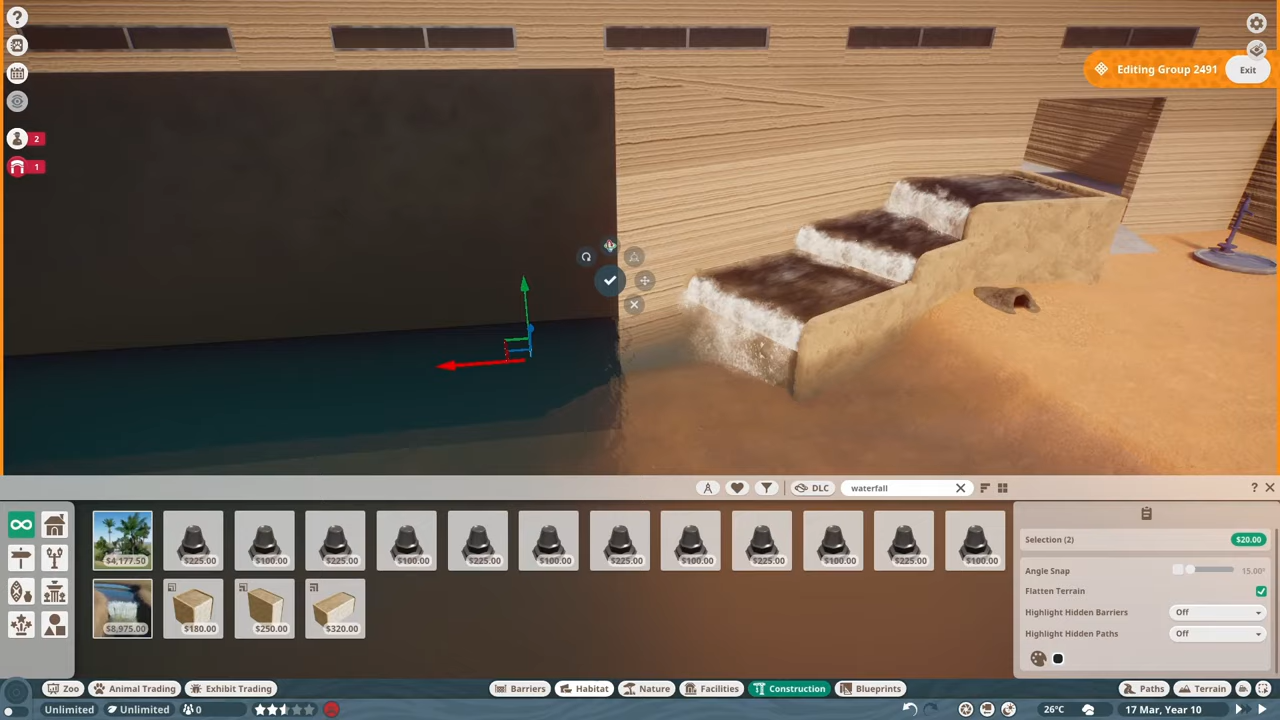 ?
Editing Group 2491
Exit
2
1
DLC
waterfall
?
$4,177.50
$225.00
$100.00
$225.00
$100.00
$225.00
$100.00
$225.00
$100.00
$225.00
$100.00
$225.00
$100.00
$8,975.00
$180.00
$250.00
$320.00
Selection (2)
$20.00
Angle Snap
15.00°
Flatten Terrain
Highlight Hidden Barriers
Off
Highlight Hidden Paths
Off
Zoo
Animal Trading
Exhibit Trading
Barriers
Habitat
Nature
Facilities
Construction
Blueprints
Paths
Terrain
Unlimited
Unlimited
0
26°C
17 Mar, Year 10